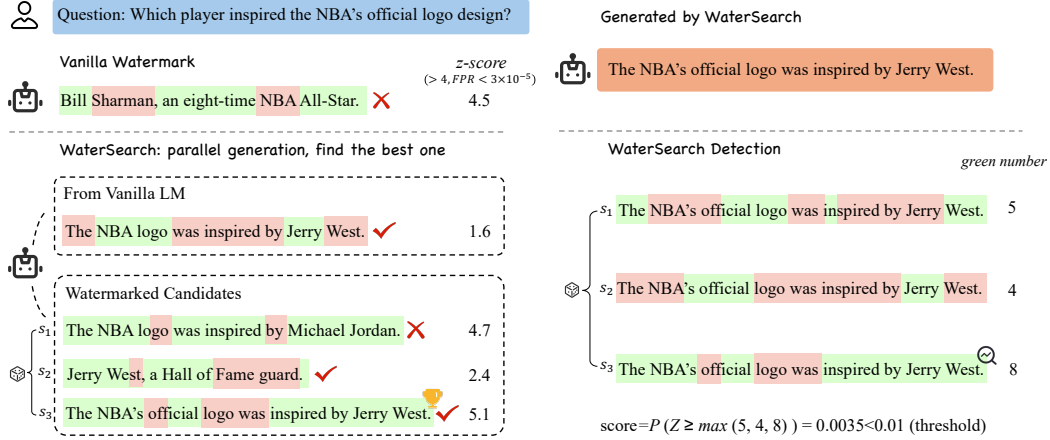 Question: Which player inspired the NBA's official logo design?
Vanilla Watermark
z-score
(> 4, FPR < 3×10⁻⁵)
Bill Sharman, an eight-time NBA All-Star.
4.5
WaterSearch: parallel generation, find the best one
From Vanilla LM
The NBA logo was inspired by Jerry West.
1.6
Watermarked Candidates
s₁ The NBA logo was inspired by Michael Jordan.
4.7
s₂ Jerry West, a Hall of Fame guard.
2.4
s₃ The NBA's official logo was inspired by Jerry West.
5.1
Generated by WaterSearch
The NBA's official logo was inspired by Jerry West.
WaterSearch Detection
green number
s₁ The NBA's official logo was inspired by Jerry West.
5
s₂ The NBA's official logo was inspired by Jerry West.
4
s₃ The NBA's official logo was inspired by Jerry West.
8
score=P (Z ≥ max (5, 4, 8) ) = 0.0035<0.01 (threshold)